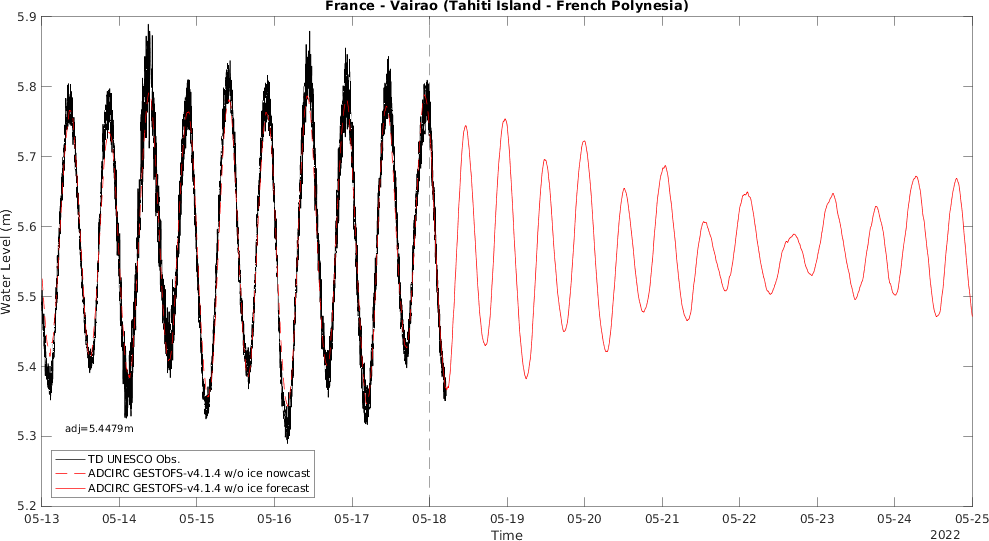 France - Vairao (Tahiti Island - French Polynesia)
5.9
5.8
5.7
5.6
5.5
5.4
5.3
5.2
Water Level (m)
adj=5.4479m
TD UNESCO Obs.
ADCIRC GESTOFS-v4.1.4 w/o ice nowcast
ADCIRC GESTOFS-v4.1.4 w/o ice forecast
05-13 05-14 05-15 05-16 05-17 05-18 05-19 05-20 05-21 05-22 05-23 05-24 05-25
Time
2022